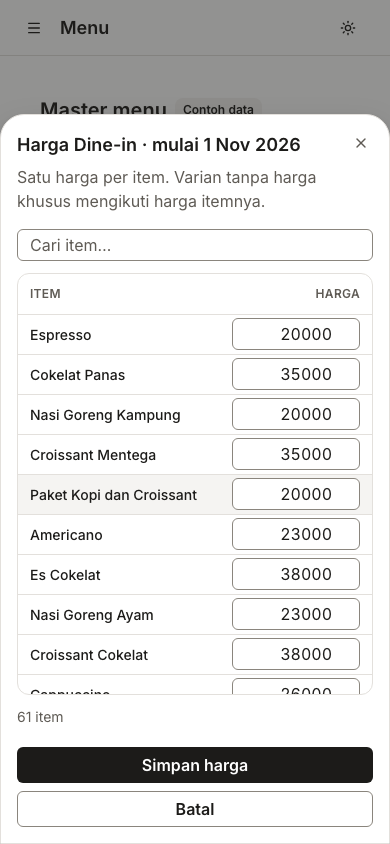 Menu
Master menu Contoh data
Harga Dine-in · mulai 1 Nov 2026
Satu harga per item. Varian tanpa harga
khusus mengikuti harga itemnya.
Cari item...
ITEM HARGA
Espresso 20000
Cokelat Panas 35000
Nasi Goreng Kampung 20000
Croissant Mentega 35000
Paket Kopi dan Croissant 20000
Americano 23000
Es Cokelat 38000
Nasi Goreng Ayam 23000
Croissant Cokelat 38000
Cappuccino 26000
61 item
Simpan harga
Batal